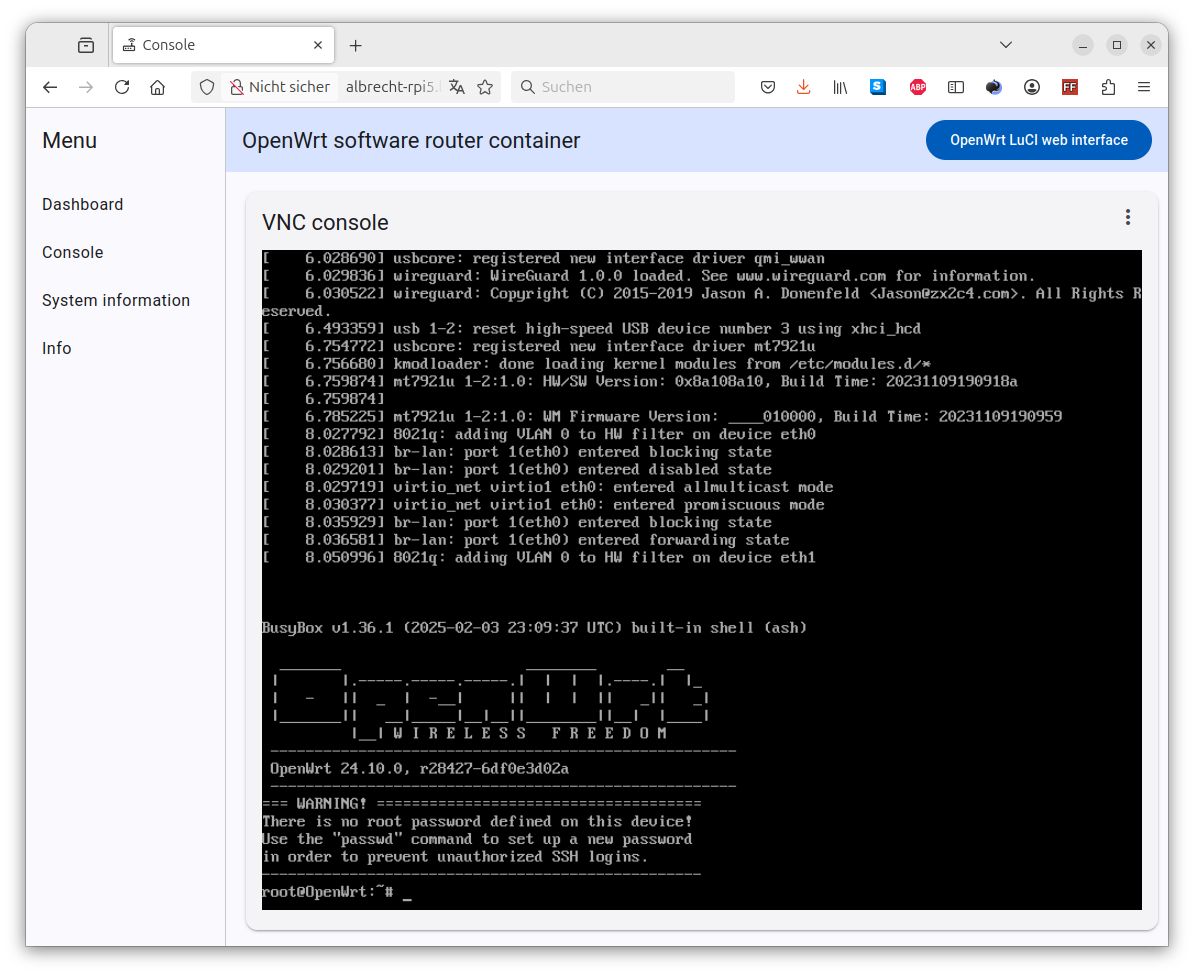 Console
Nicht sicher
albrecht-rpi5.
Suchen
S
ABP
FF
Menu
Dashboard
Console
System information
Info
OpenWrt software router container
OpenWrt LuCI web interface
VNC console
[    6.028690] usbcore: registered new interface driver qmi_wwan
[    6.029836] wireguard: WireGuard 1.0.0 loaded. See www.wireguard.com for information.
[    6.030522] wireguard: Copyright (C) 2015-2019 Jason A. Donenfeld <Jason@zx2c4.com>. All Rights R
eserved.
[    6.493359] usb 1-2: reset high-speed USB device number 3 using xhci_hcd
[    6.754772] usbcore: registered new interface driver mt7921u
[    6.756680] kmodloader: done loading kernel modules from /etc/modules.d/*
[    6.759874] mt7921u 1-2:1.0: HW/SW Version: 0x8a108a10, Build Time: 20231109190918a
[    6.759874]
[    6.785225] mt7921u 1-2:1.0: WM Firmware Version: ____010000, Build Time: 20231109190959
[    8.027792] 8021q: adding VLAN 0 to HW filter on device eth0
[    8.028613] br-lan: port 1(eth0) entered blocking state
[    8.029201] br-lan: port 1(eth0) entered disabled state
[    8.029719] virtio_net virtio1 eth0: entered allmulticast mode
[    8.030377] virtio_net virtio1 eth0: entered promiscuous mode
[    8.035929] br-lan: port 1(eth0) entered blocking state
[    8.036581] br-lan: port 1(eth0) entered forwarding state
[    8.050996] 8021q: adding VLAN 0 to HW filter on device eth1
BusyBox v1.36.1 (2025-02-03 23:09:37 UTC) built-in shell (ash)
OpenWrt
W I R E L E S S   F R E E D O M
-----------------------------------------------------
OpenWrt 24.10.0, r28427-6df0e3d02a
-----------------------------------------------------
=== WARNING! =====================================
There is no root password defined on this device!
Use the "passwd" command to set up a new password
in order to prevent unauthorized SSH logins.
--------------------------------------------------
root@OpenWrt:~# _